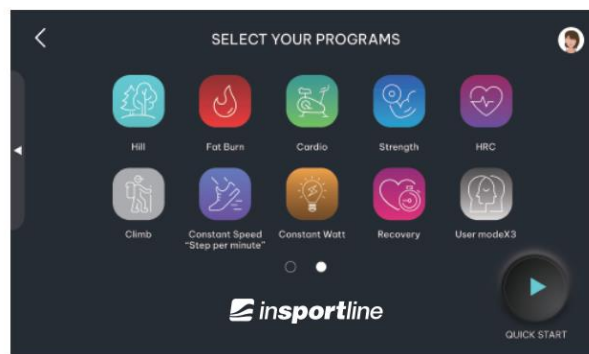 SELECT YOUR PROGRAMS
Hill
Fat Burn
Cardio
Strength
HRC
Climb
Constant Speed
"Step per minute"
Constant Watt
Recovery
User modeX3
insportline
QUICK START